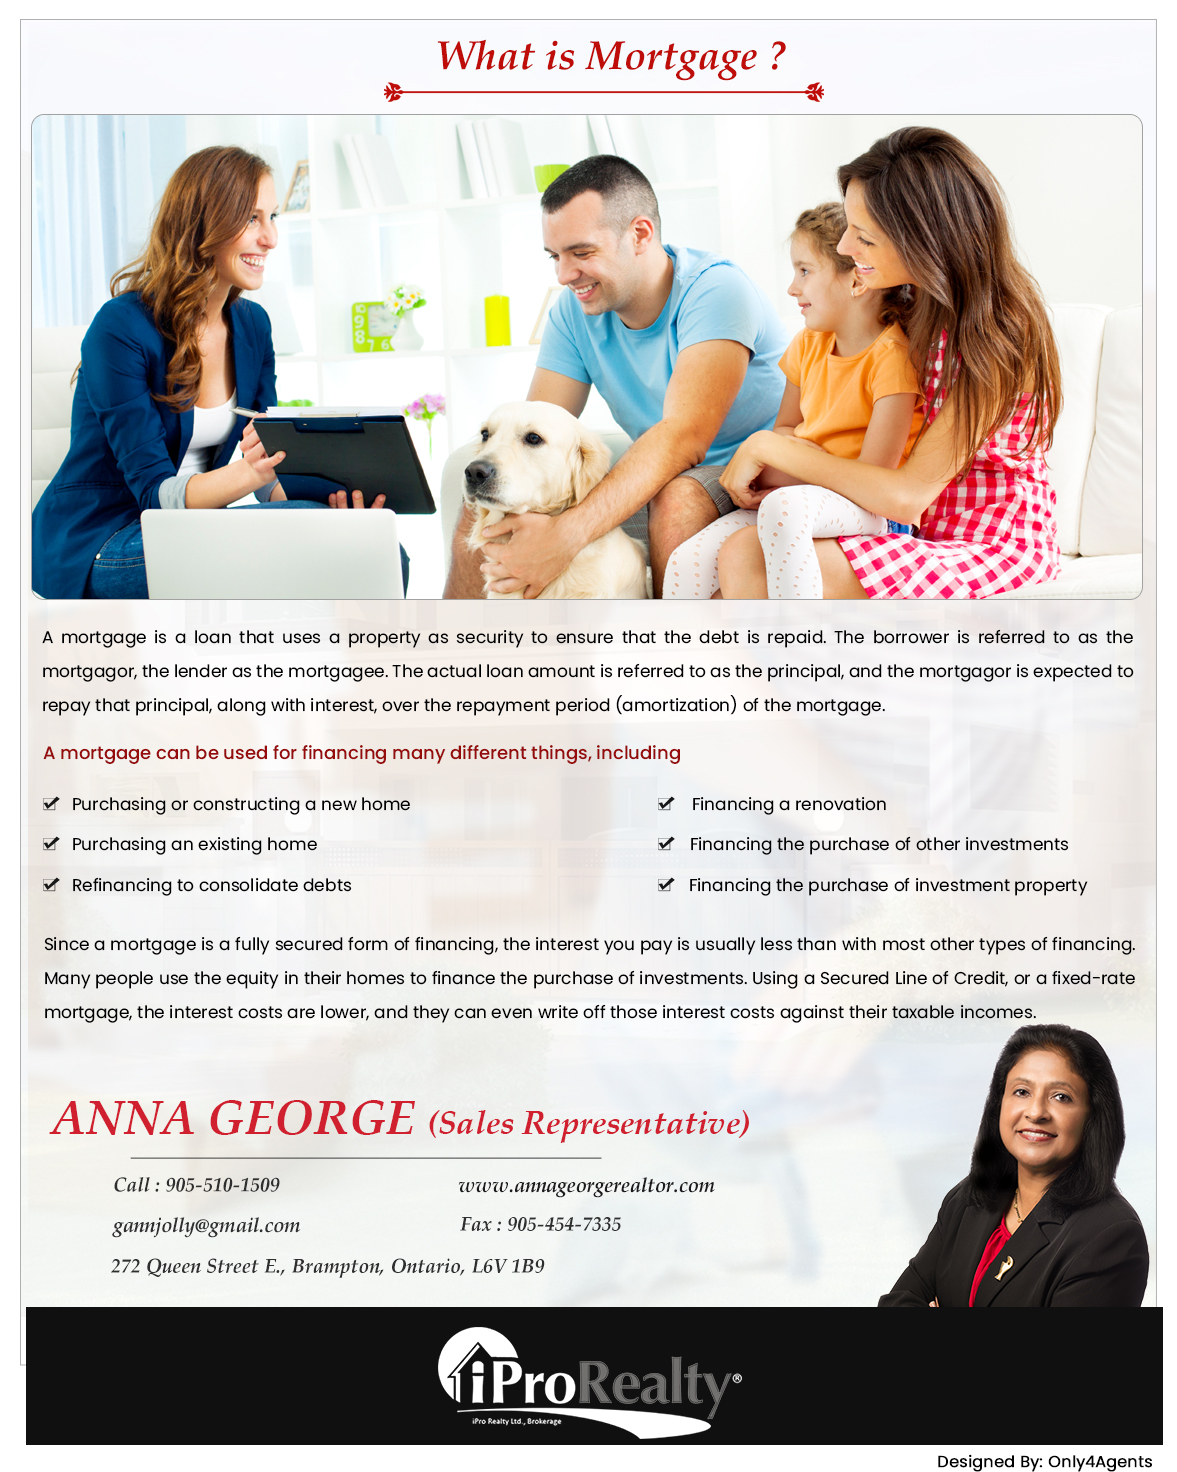 What is Mortgage ?
A mortgage is a loan that uses a property as security to ensure that the debt is repaid. The borrower is referred to as the
mortgagor, the lender as the mortgagee. The actual loan amount is referred to as the principal, and the mortgagor is expected to
repay that principal, along with interest, over the repayment period (amortization) of the mortgage.
A mortgage can be used for financing many different things, including
Purchasing or constructing a new home
Purchasing an existing home
Refinancing to consolidate debts
Financing a renovation
Financing the purchase of other investments
Financing the purchase of investment property
Since a mortgage is a fully secured form of financing, the interest you pay is usually less than with most other types of financing.
Many people use the equity in their homes to finance the purchase of investments. Using a Secured Line of Credit, or a fixed-rate
mortgage, the interest costs are lower, and they can even write off those interest costs against their taxable incomes.
ANNA GEORGE (Sales Representative)
Call : 905-510-1509
www.annageorgerealtor.com
gannjolly@gmail.com
Fax : 905-454-7335
272 Queen Street E., Brampton, Ontario, L6V 1B9
iProRealty®
iPro Realty Ltd., Brokerage
Designed By: Only4Agents